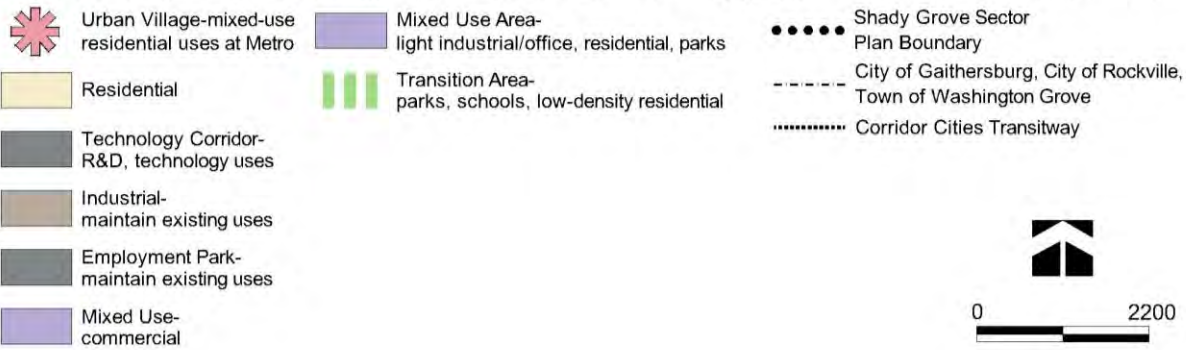 Urban Village-mixed-use
residential uses at Metro
Residential
Technology Corridor-
R&D, technology uses
Industrial-
maintain existing uses
Employment Park-
maintain existing uses
Mixed Use-
commercial
Mixed Use Area-
light industrial/office, residential, parks
Transition Area-
parks, schools, low-density residential
Shady Grove Sector
Plan Boundary
City of Gaithersburg, City of Rockville,
Town of Washington Grove
Corridor Cities Transitway
0 2200